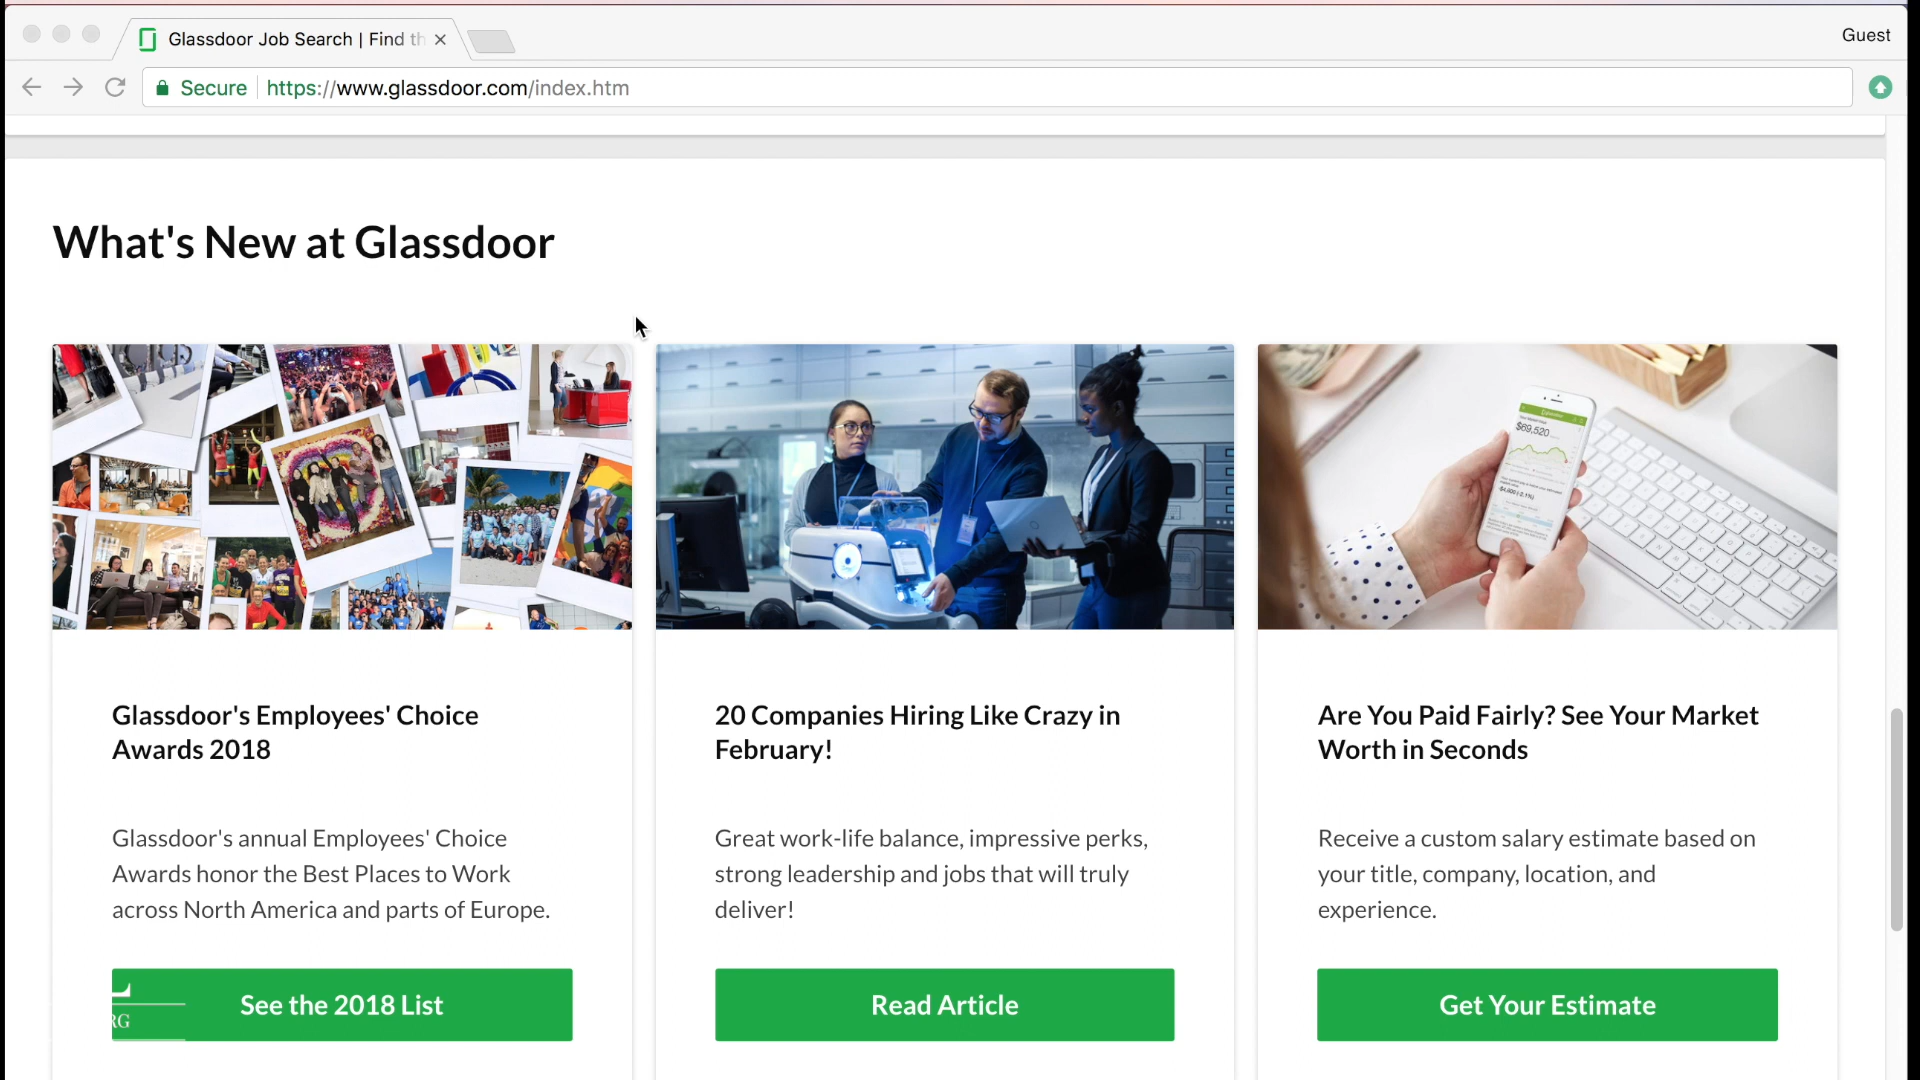 Glassdoor Job Search | Find th
Guest
Secure
https://www.glassdoor.com/index.htm
What's New at Glassdoor
$69,520
Glassdoor's Employees' Choice
Awards 2018
20 Companies Hiring Like Crazy in
February!
Are You Paid Fairly? See Your Market
Worth in Seconds
Glassdoor's annual Employees' Choice
Awards honor the Best Places to Work
across North America and parts of Europe.
Great work-life balance, impressive perks,
strong leadership and jobs that will truly
deliver!
Receive a custom salary estimate based on
your title, company, location, and
experience.
See the 2018 List
RG
Read Article
Get Your Estimate